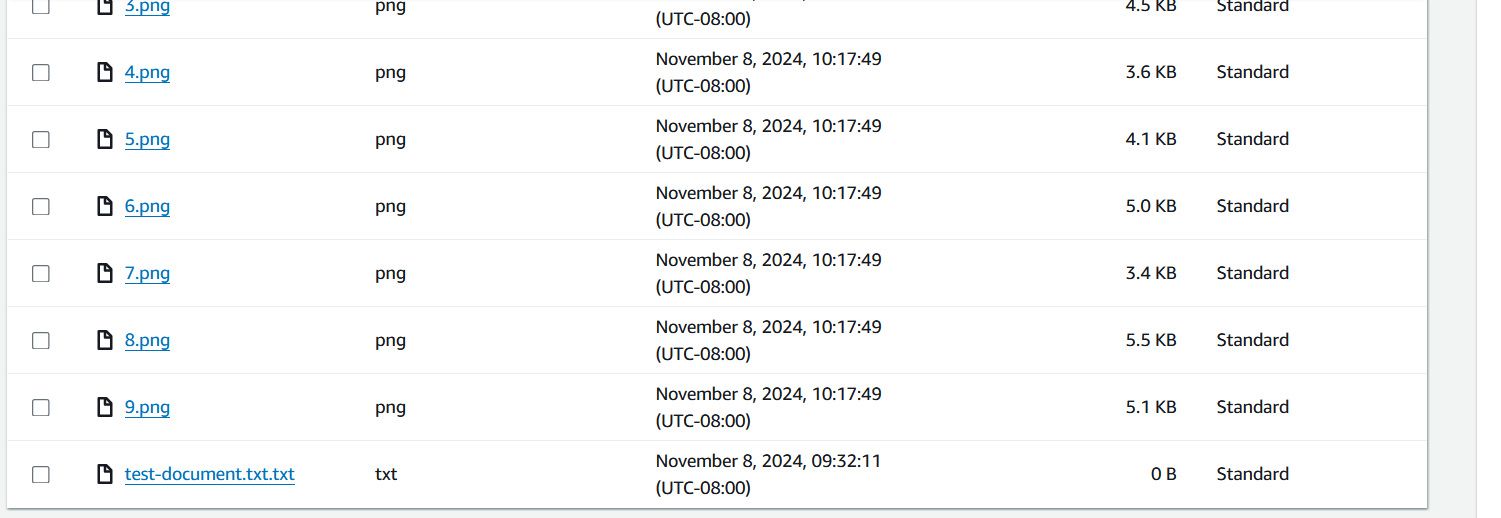 3.png png (UTC-08:00) 4.5 KB Standard
4.png png November 8, 2024, 10:17:49 3.6 KB Standard
(UTC-08:00)
5.png png November 8, 2024, 10:17:49 4.1 KB Standard
(UTC-08:00)
6.png png November 8, 2024, 10:17:49 5.0 KB Standard
(UTC-08:00)
7.png png November 8, 2024, 10:17:49 3.4 KB Standard
(UTC-08:00)
8.png png November 8, 2024, 10:17:49 5.5 KB Standard
(UTC-08:00)
9.png png November 8, 2024, 10:17:49 5.1 KB Standard
(UTC-08:00)
test-document.txt.txt txt November 8, 2024, 09:32:11 0 B Standard
(UTC-08:00)